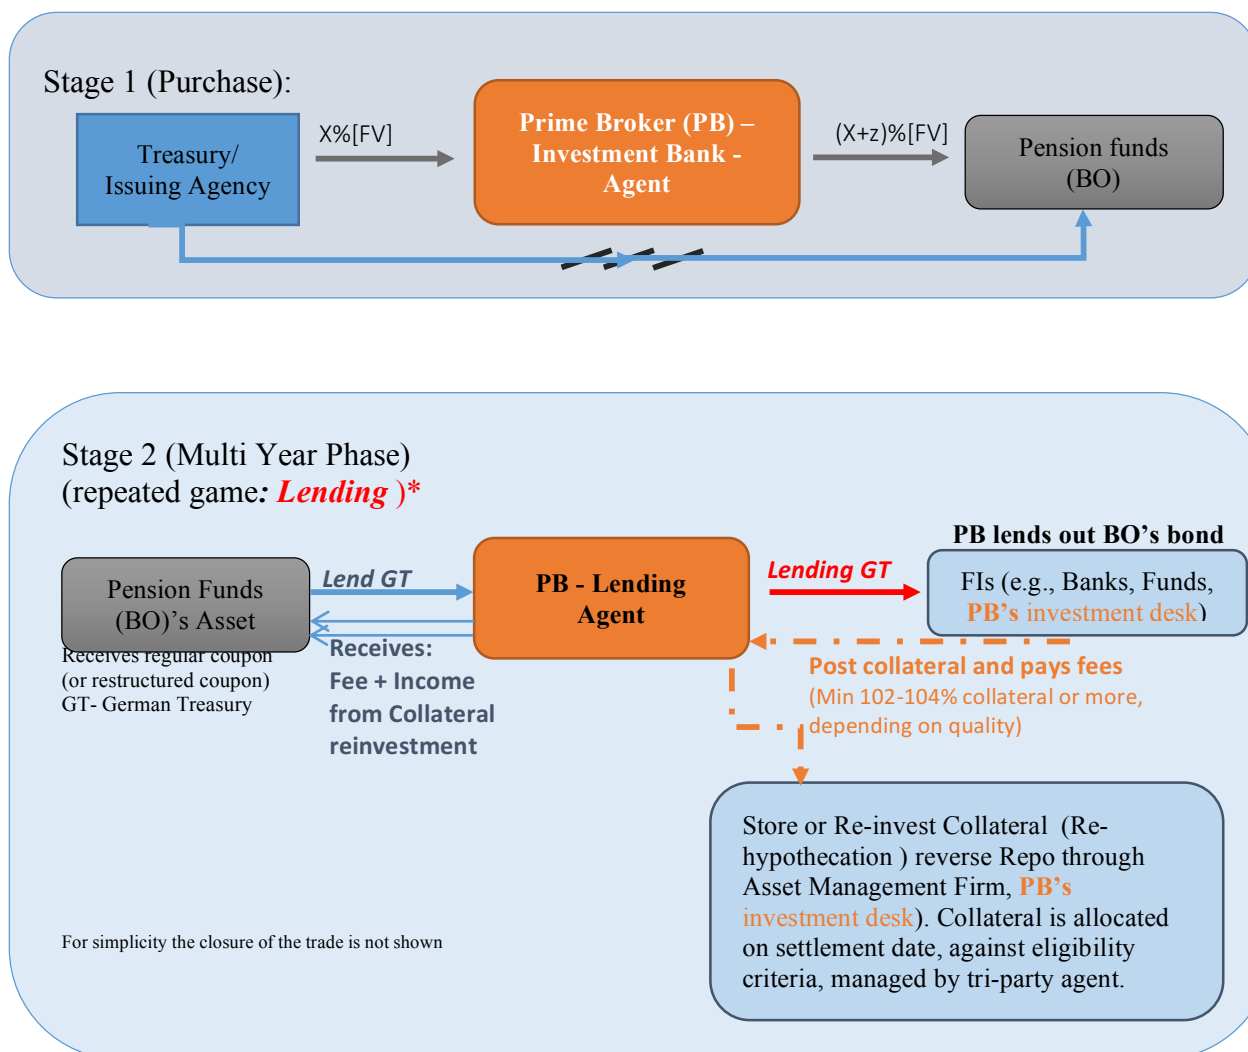 Stage 1 (Purchase):
Treasury/
Issuing Agency
X%[FV]
Prime Broker (PB) –
Investment Bank -
Agent
(X+z)%[FV]
Pension funds
(BO)
Stage 2 (Multi Year Phase)
(repeated game: Lending )*
Pension Funds
(BO)'s Asset
Receives regular coupon
(or restructured coupon)
GT- German Treasury
Lend GT
Receives:
Fee + Income
from Collateral
reinvestment
PB - Lending
Agent
Lending GT
PB lends out BO's bond
FIs (e.g., Banks, Funds,
PB's investment desk)
Post collateral and pays fees
(Min 102-104% collateral or more,
depending on quality)
Store or Re-invest Collateral (Re-
hypothecation ) reverse Repo through
Asset Management Firm, PB's
investment desk). Collateral is allocated
on settlement date, against eligibility
criteria, managed by tri-party agent.
For simplicity the closure of the trade is not shown